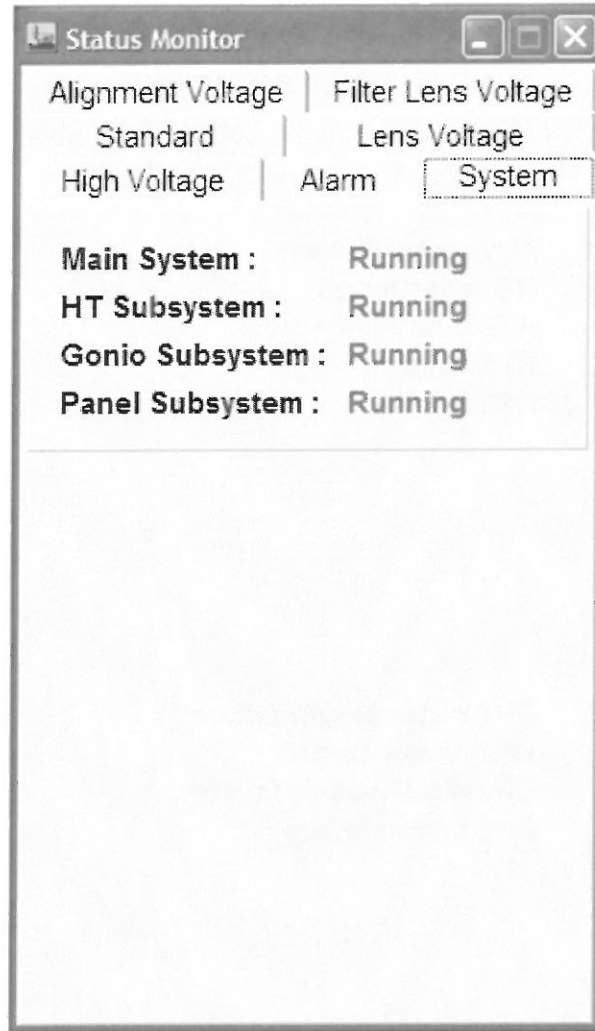 Status Monitor
Alignment Voltage Filter Lens Voltage
Standard Lens Voltage
High Voltage Alarm System
Main System : Running
HT Subsystem : Running
Gonio Subsystem : Running
Panel Subsystem : Running